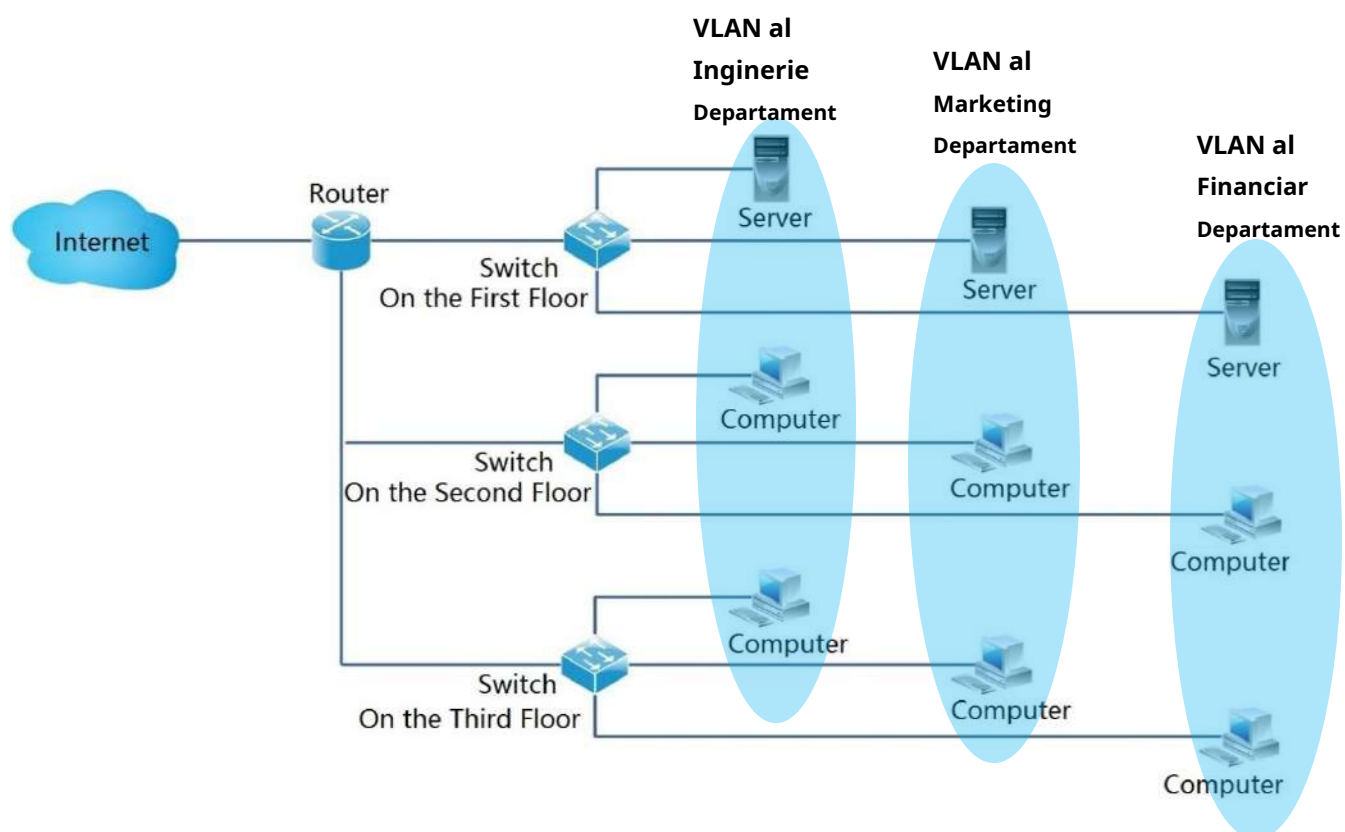 VLAN al
Inginerie
Departament
VLAN al
Marketing
Departament
VLAN al
Financiar
Departament
Router
Internet
Server
Switch
On the First Floor
Server
Server
Computer
Switch
On the Second Floor
Computer
Computer
Computer
Switch
On the Third Floor
Computer
Computer